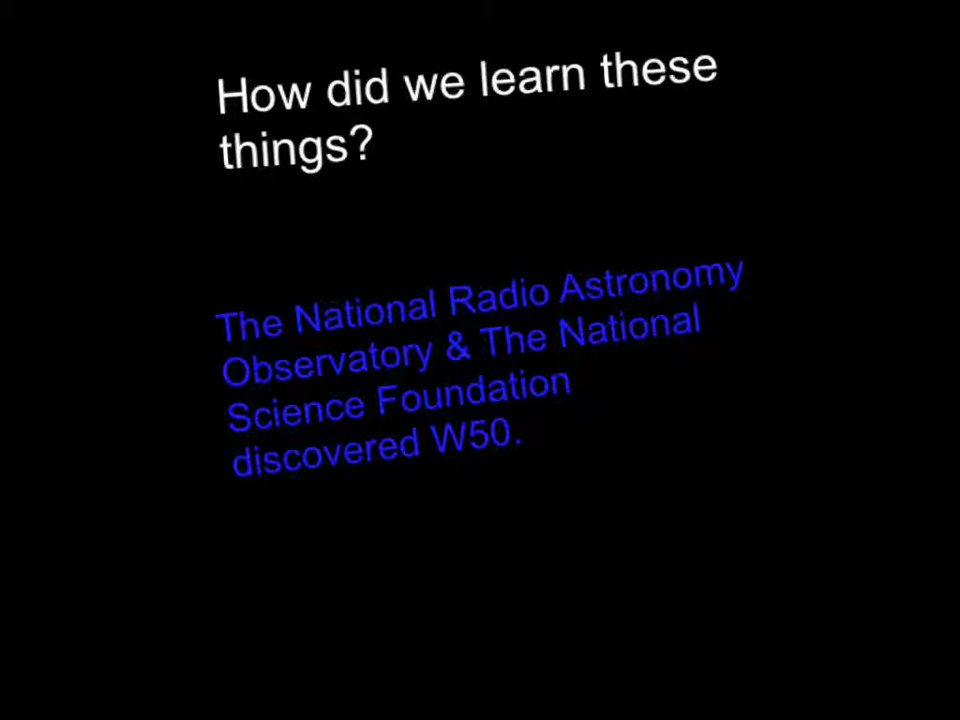 How did we learn these
things?
The National Radio Astronomy
Observatory & The National
Science Foundation
discovered W50.